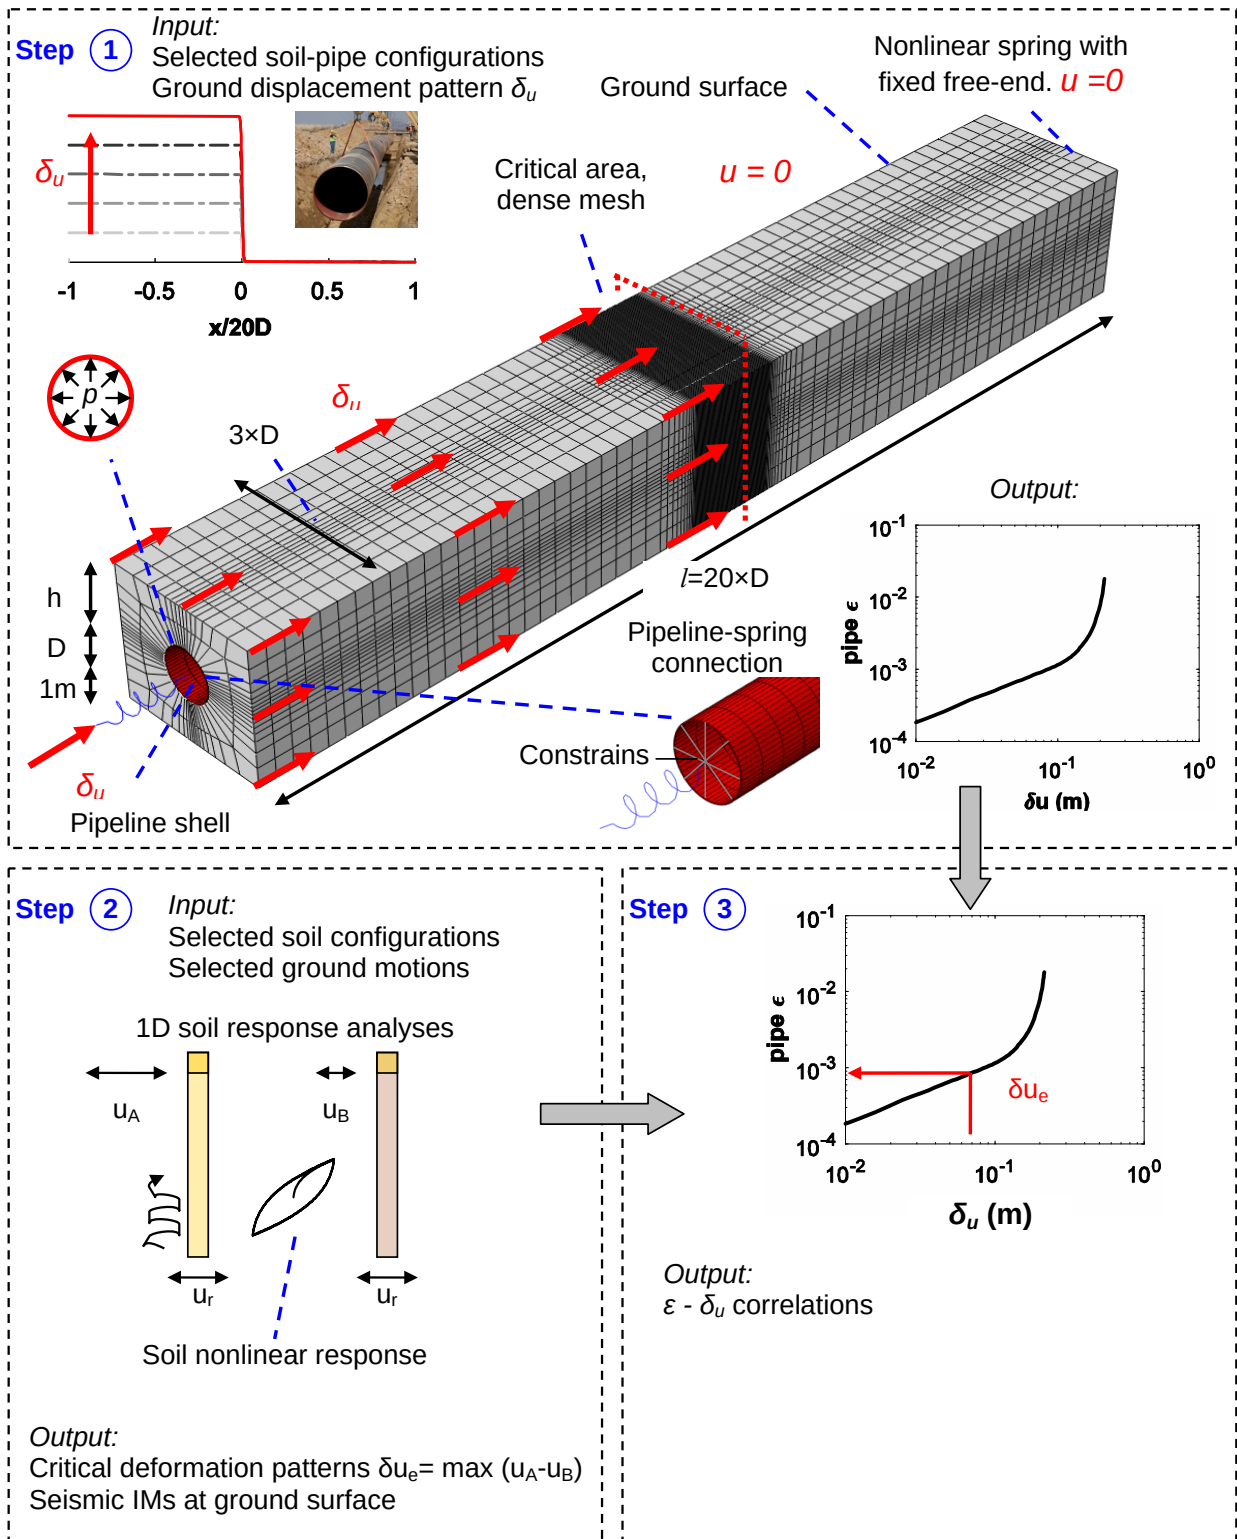 Step 1
Input:
Selected soil-pipe configurations
Ground displacement pattern δu
δu
-1 -0.5 0 0.5 1
x/20D
Ground surface
Nonlinear spring with
fixed free-end. u =0
Critical area,
dense mesh
u = 0
p
3×D
δu
h
D
1m
δu
Pipeline shell
l=20×D
Pipeline-spring
connection
Constrains
Output:
10-1
10-2
10-3
10-4
pipe ϵ
10-2 10-1 100
δu (m)
Step 2
Input:
Selected soil configurations
Selected ground motions
1D soil response analyses
uA
uB
ur
ur
Soil nonlinear response
Output:
Critical deformation patterns δue= max (uA-uB)
Seismic IMs at ground surface
Step 3
10-1
10-2
10-3
10-4
pipe ϵ
δue
10-2 10-1 100
δu (m)
Output:
ε - δu correlations